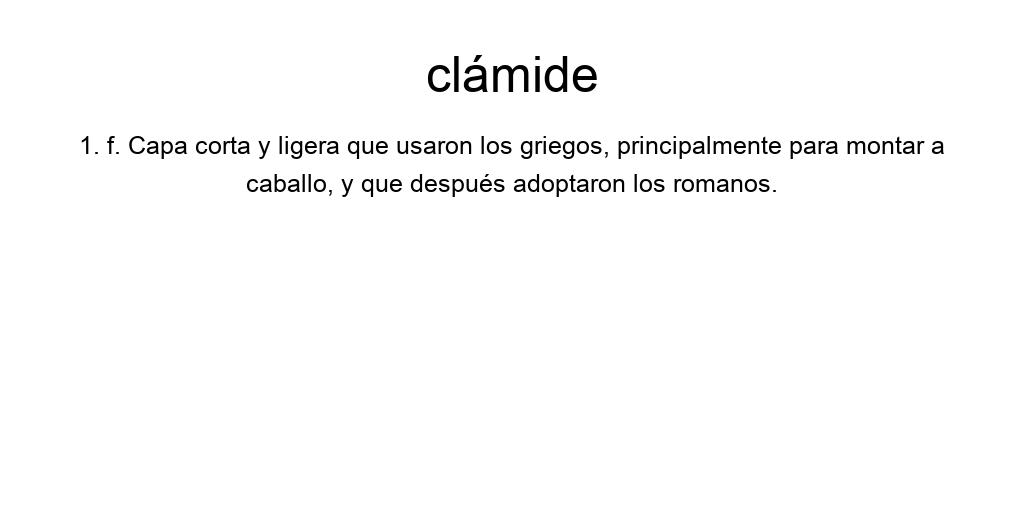 clámide
1. f. Capa corta y ligera que usaron los griegos, principalmente para montar a
caballo, y que después adoptaron los romanos.